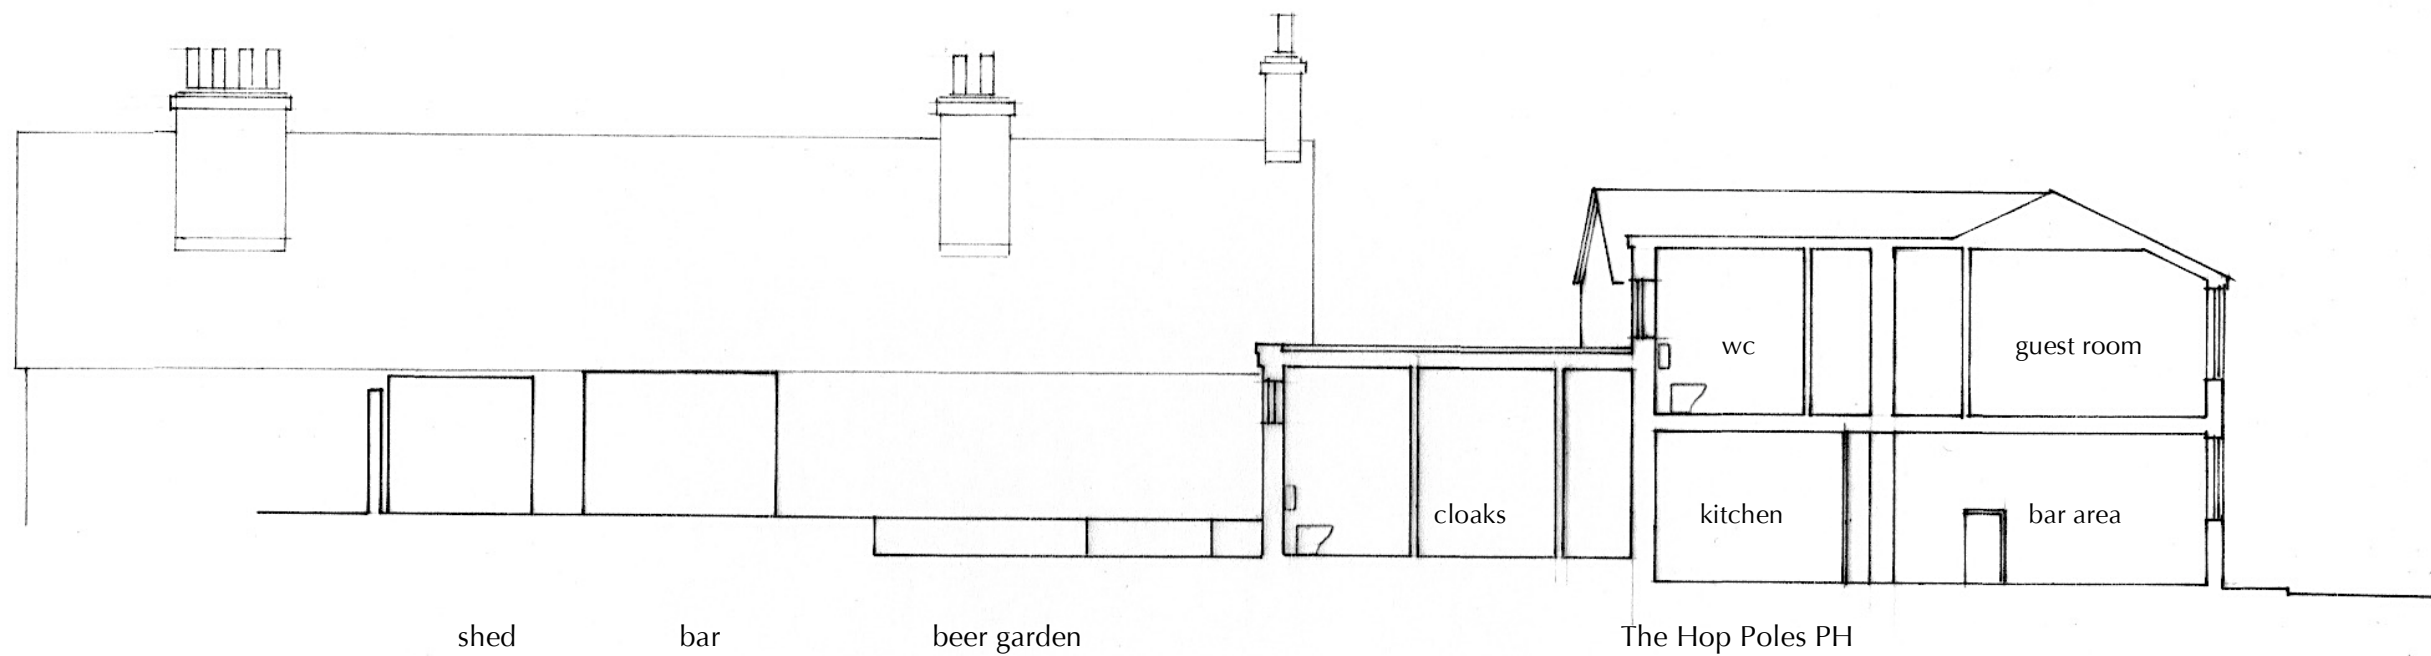 wc
guest room
cloaks
kitchen
bar area
shed
bar
beer garden
The Hop Poles PH